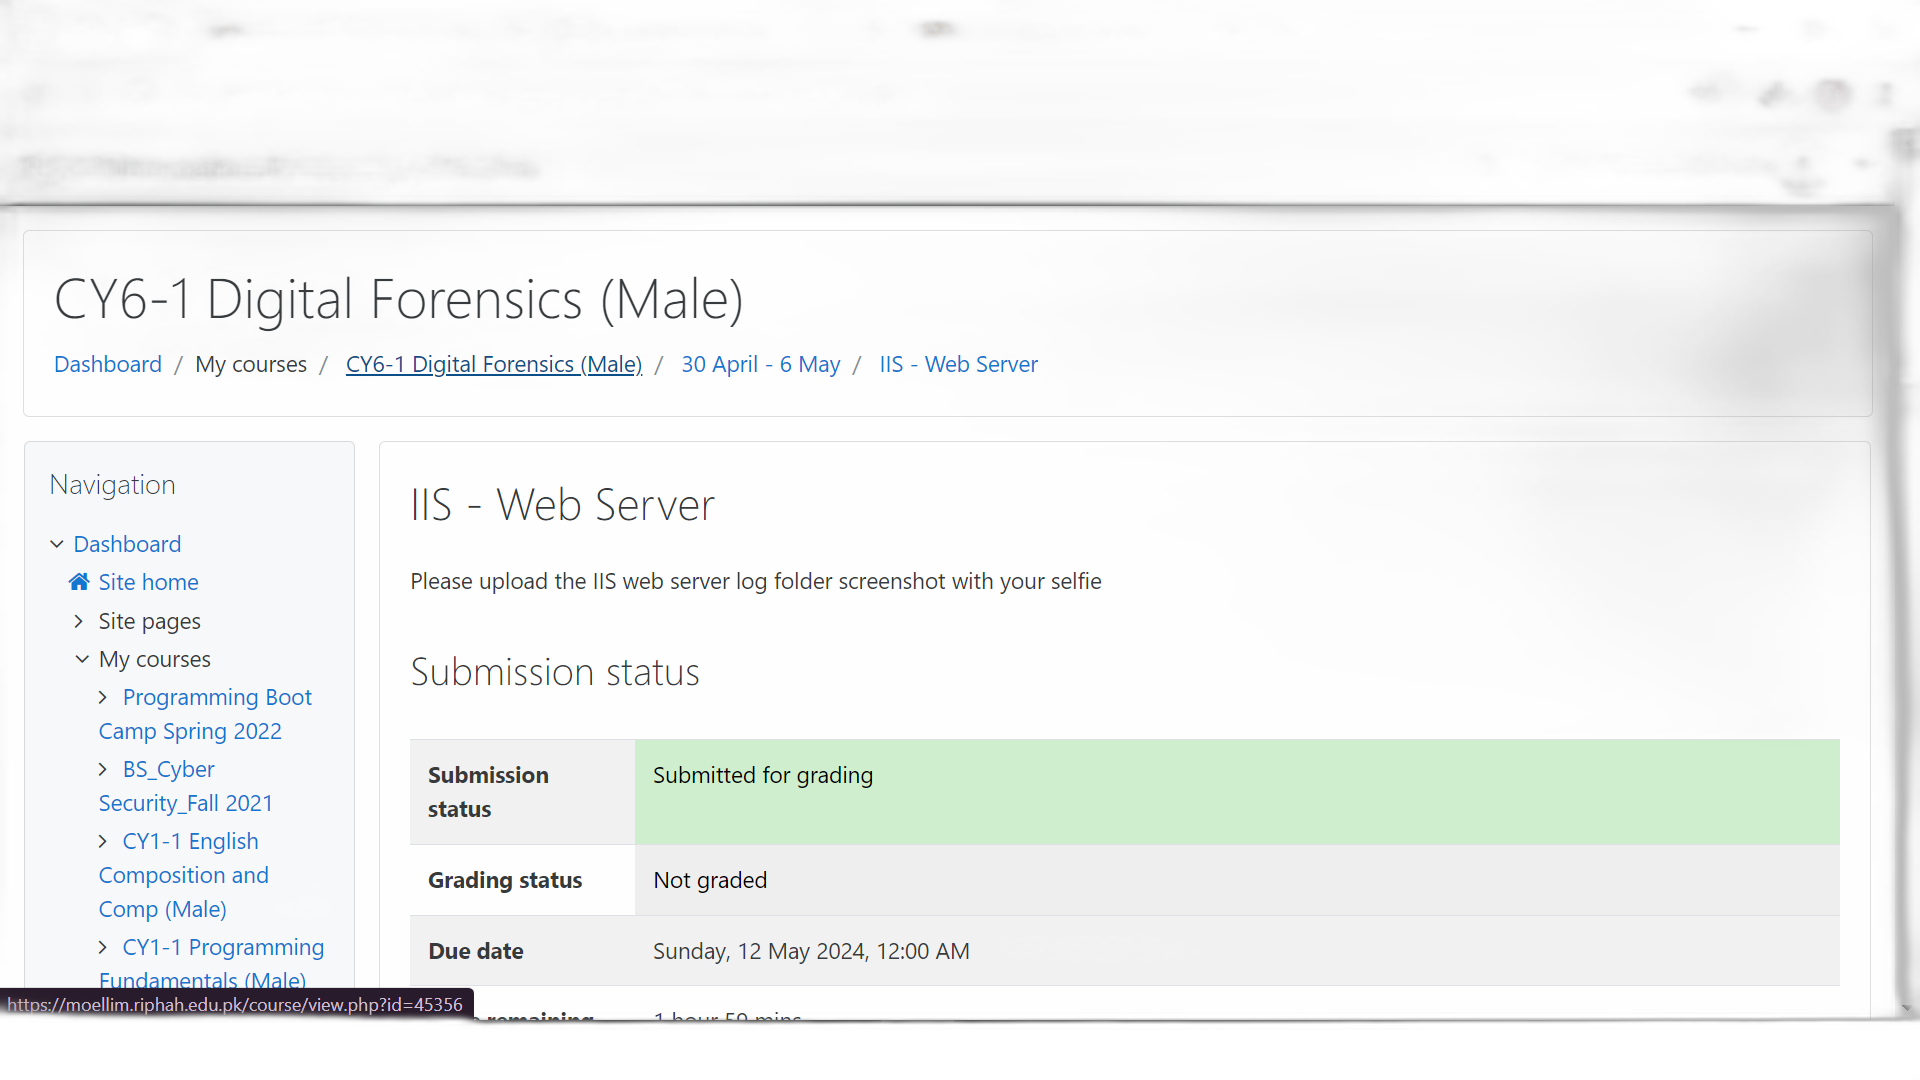 CY6-1 Digital Forensics (Male)
Dashboard / My courses / CY6-1 Digital Forensics (Male) / 30 April - 6 May / IIS - Web Server
Navigation
Dashboard
Site home
Site pages
My courses
Programming Boot
Camp Spring 2022
BS_Cyber
Security_Fall 2021
CY1-1 English
Composition and
Comp (Male)
CY1-1 Programming
Fundamentals (Male)
IIS - Web Server
Please upload the IIS web server log folder screenshot with your selfie
Submission status
Submission
status
Submitted for grading
Grading status
Not graded
Due date
Sunday, 12 May 2024, 12:00 AM
remaining
1 hour 59 mins
https://moellim.riphah.edu.pk/course/view.php?id=45356